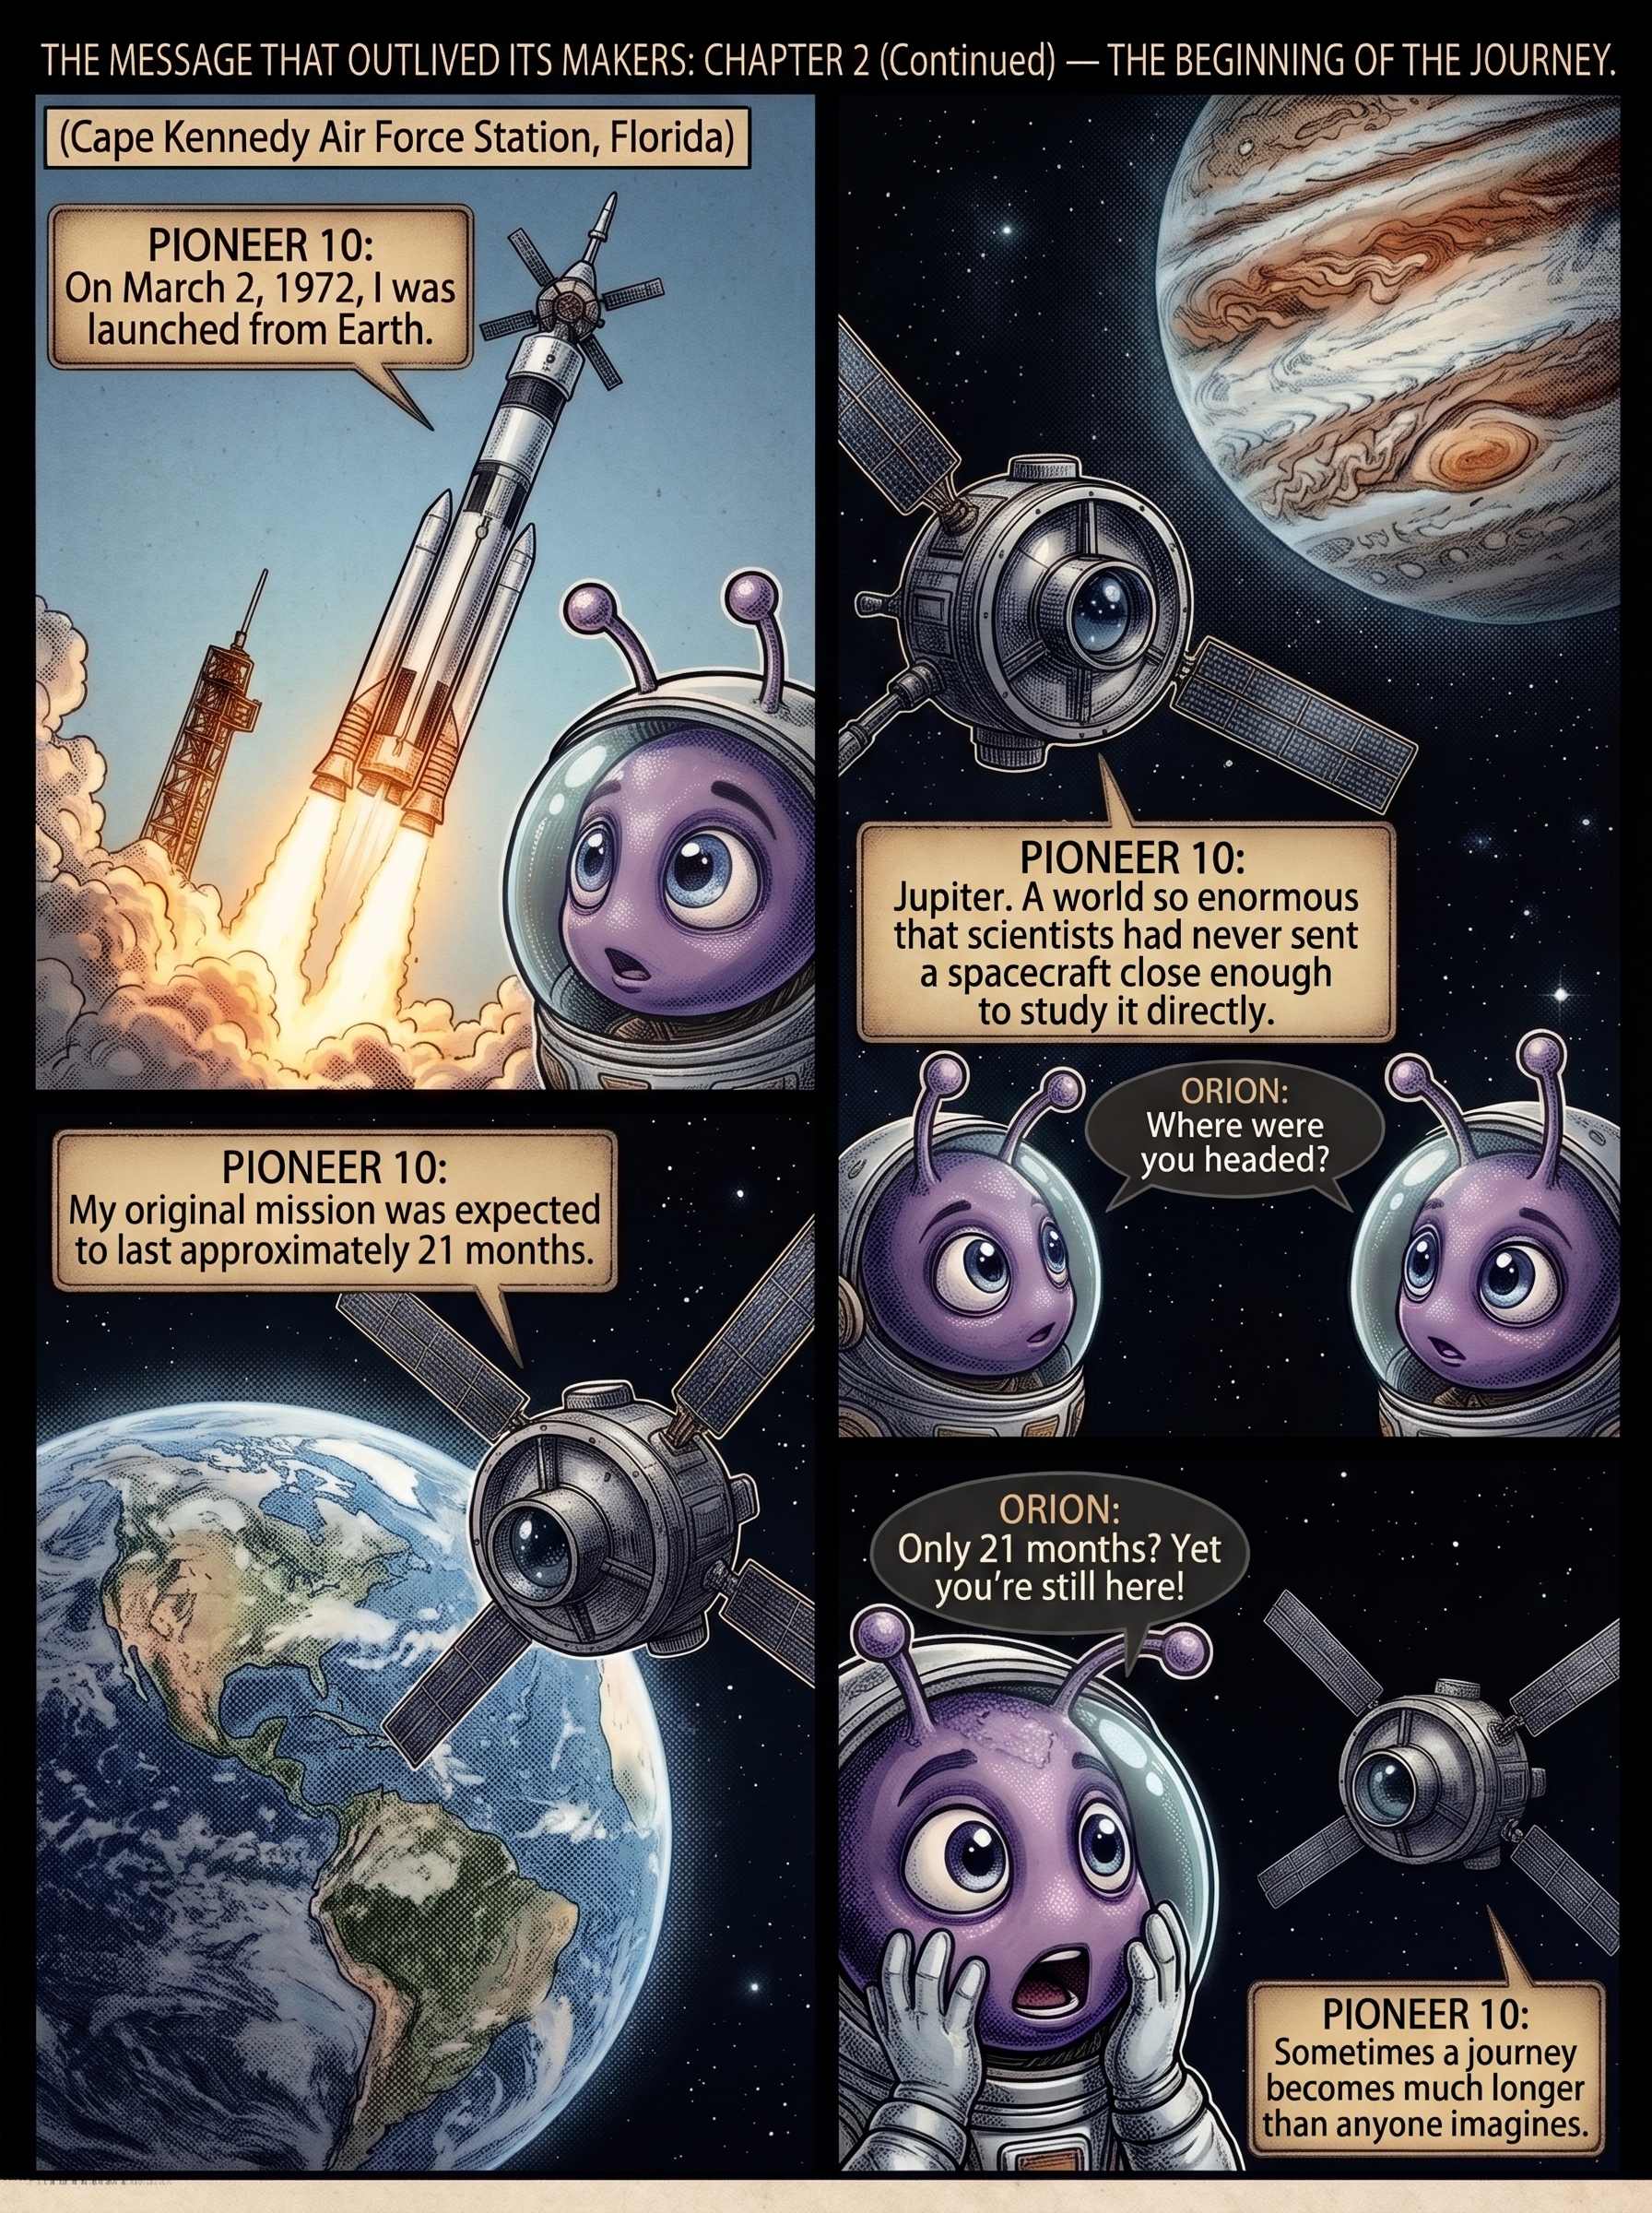 THE MESSAGE THAT OUTLIVED ITS MAKERS: CHAPTER 2 (Continued) — THE BEGINNING OF THE JOURNEY.
(Cape Kennedy Air Force Station, Florida)
PIONEER 10:
On March 2, 1972, I was
launched from Earth.
PIONEER 10:
Jupiter. A world so enormous
that scientists had never sent
a spacecraft close enough
to study it directly.
ORION:
Where were
you headed?
PIONEER 10:
My original mission was expected
to last approximately 21 months.
ORION:
Only 21 months? Yet
you're still here!
PIONEER 10:
Sometimes a journey
becomes much longer
than anyone imagines.